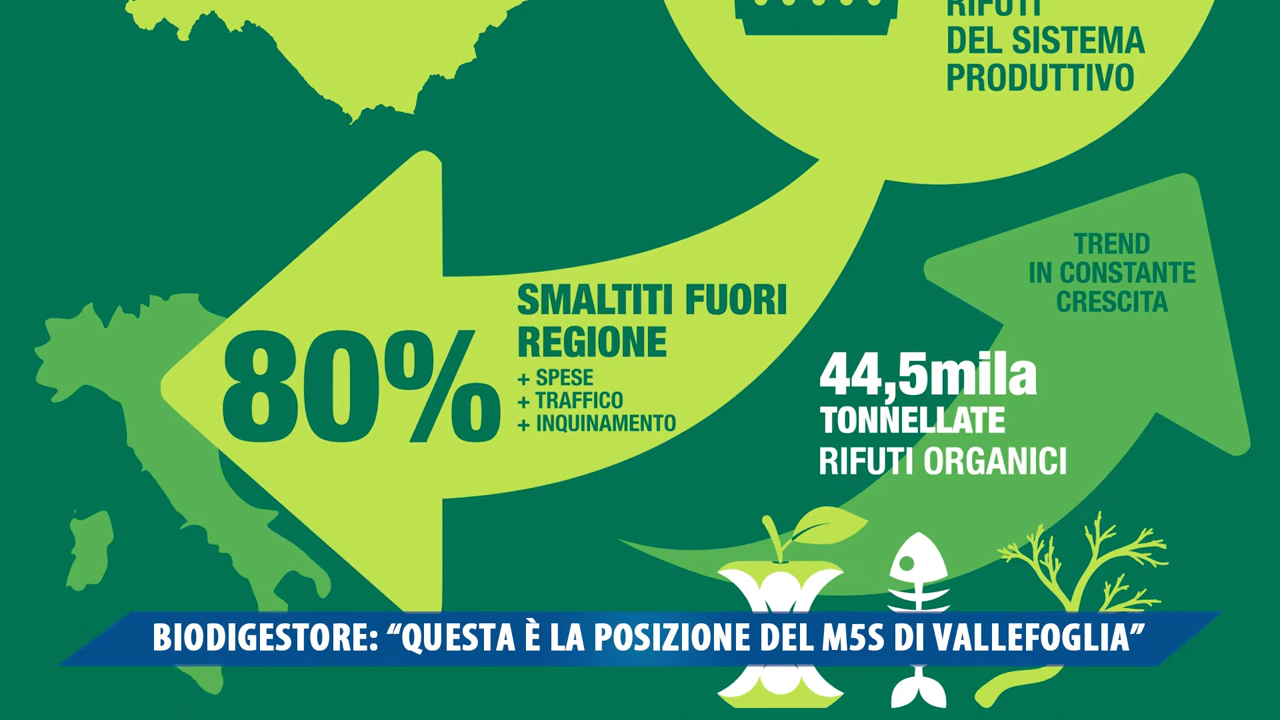 RIFUTI
DEL SISTEMA
PRODUTTIVO
TREND
IN CONSTANTE
CRESCITA
80%
SMALTITI FUORI
REGIONE
+ SPESE
+ TRAFFICO
+ INQUINAMENTO
44,5mila
TONNELLATE
RIFUTI ORGANICI
BIODIGESTORE: “QUESTA È LA POSIZIONE DEL M5S DI VALLEFOGLIA”